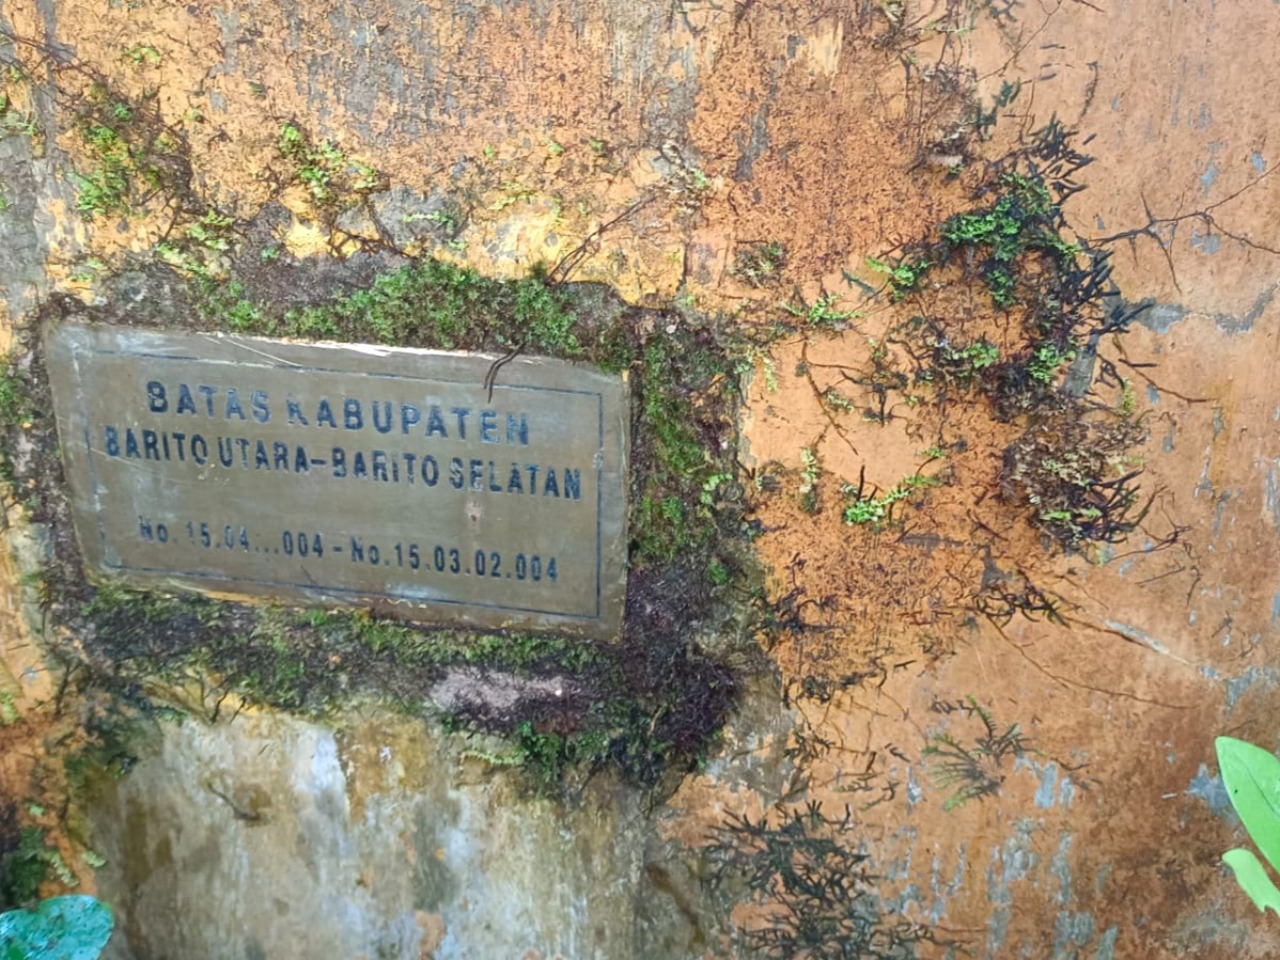 BATAS KABUPATEN
BARITO UTARA-BARITO SELATAN
No. 15.04...004 - No.15.03.02.004